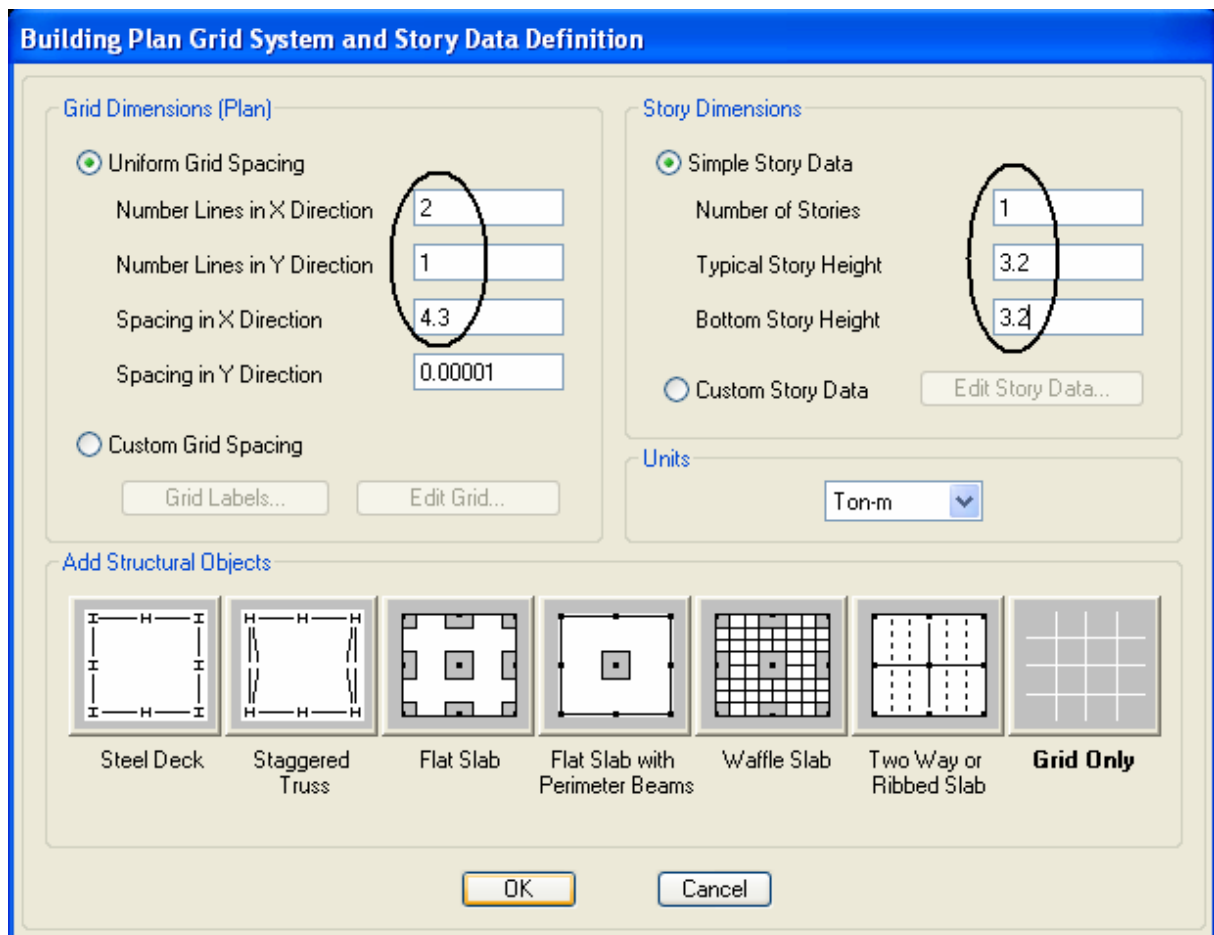 Building Plan Grid System and Story Data Definition
Grid Dimensions (Plan)
Uniform Grid Spacing
Number Lines in X Direction 2
Number Lines in Y Direction 1
Spacing in X Direction 4.3
Spacing in Y Direction 0.00001
Custom Grid Spacing
Grid Labels... Edit Grid...
Story Dimensions
Simple Story Data
Number of Stories 1
Typical Story Height 3.2
Bottom Story Height 3.2
Custom Story Data Edit Story Data...
Units
Ton-m
Add Structural Objects
Steel Deck
Staggered
Truss
Flat Slab
Flat Slab with
Perimeter Beams
Waffle Slab
Two Way or
Ribbed Slab
Grid Only
OK Cancel